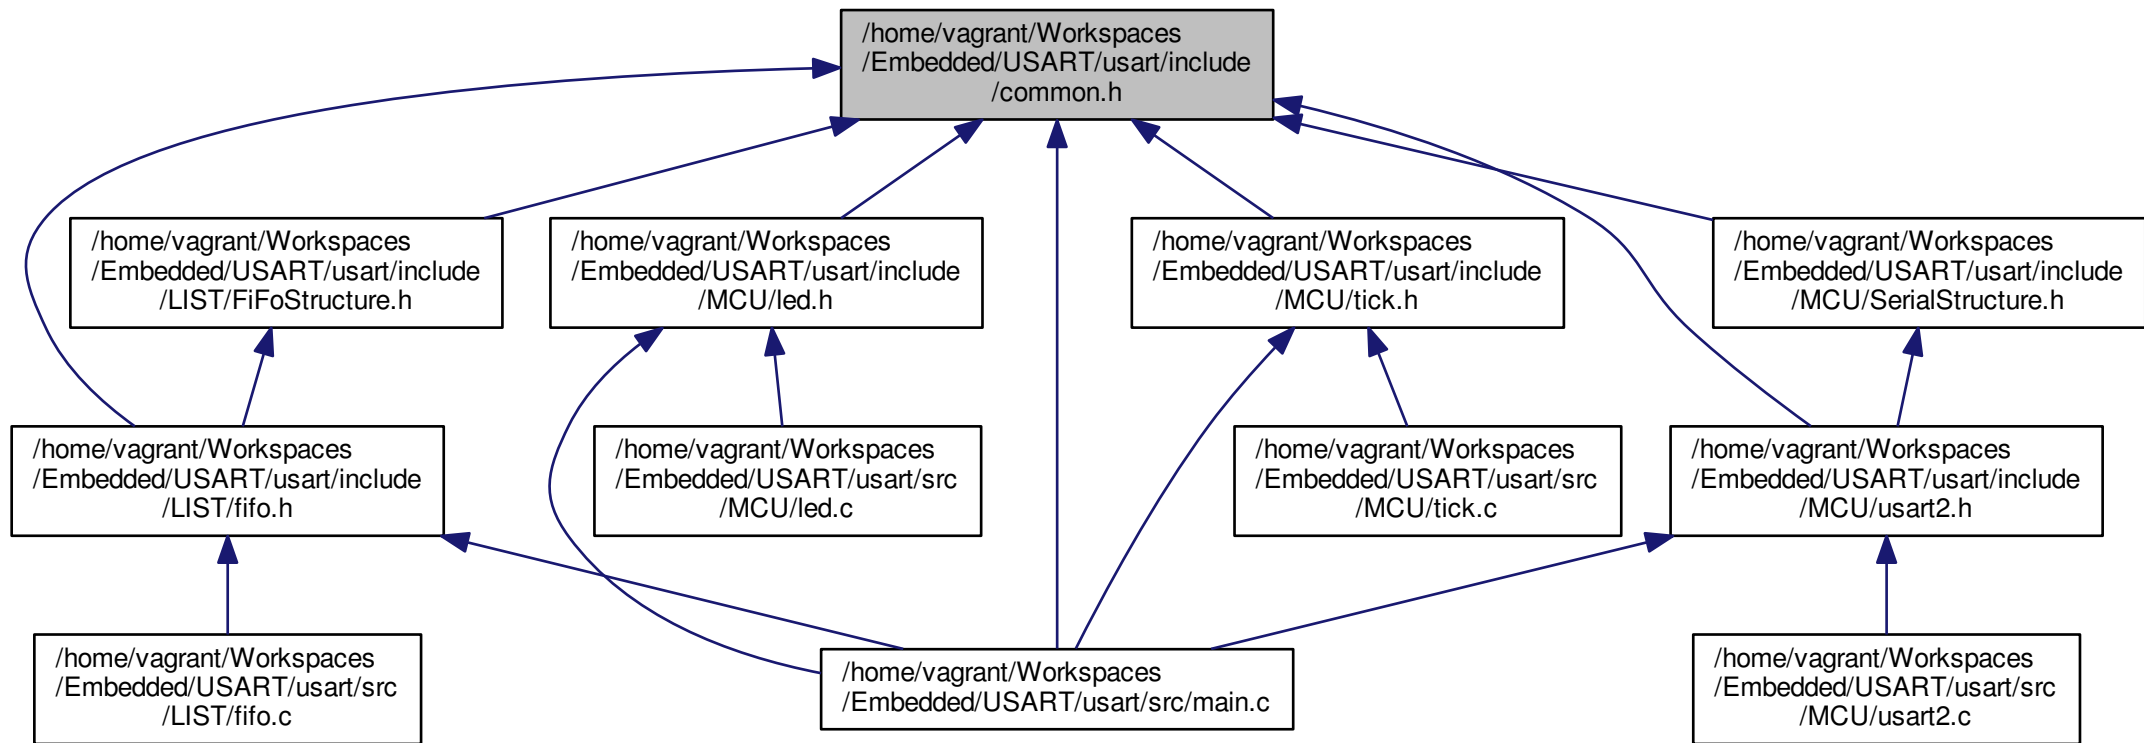 /home/vagrant/Workspaces
/Embedded/USART/usart/include
/common.h
/home/vagrant/Workspaces
/Embedded/USART/usart/include
/LIST/FiFoStructure.h
/home/vagrant/Workspaces
/Embedded/USART/usart/include
/MCU/led.h
/home/vagrant/Workspaces
/Embedded/USART/usart/include
/MCU/tick.h
/home/vagrant/Workspaces
/Embedded/USART/usart/include
/MCU/SerialStructure.h
/home/vagrant/Workspaces
/Embedded/USART/usart/include
/LIST/fifo.h
/home/vagrant/Workspaces
/Embedded/USART/usart/src
/MCU/led.c
/home/vagrant/Workspaces
/Embedded/USART/usart/src
/MCU/tick.c
/home/vagrant/Workspaces
/Embedded/USART/usart/include
/MCU/usart2.h
/home/vagrant/Workspaces
/Embedded/USART/usart/src
/LIST/fifo.c
/home/vagrant/Workspaces
/Embedded/USART/usart/src/main.c
/home/vagrant/Workspaces
/Embedded/USART/usart/src
/MCU/usart2.c